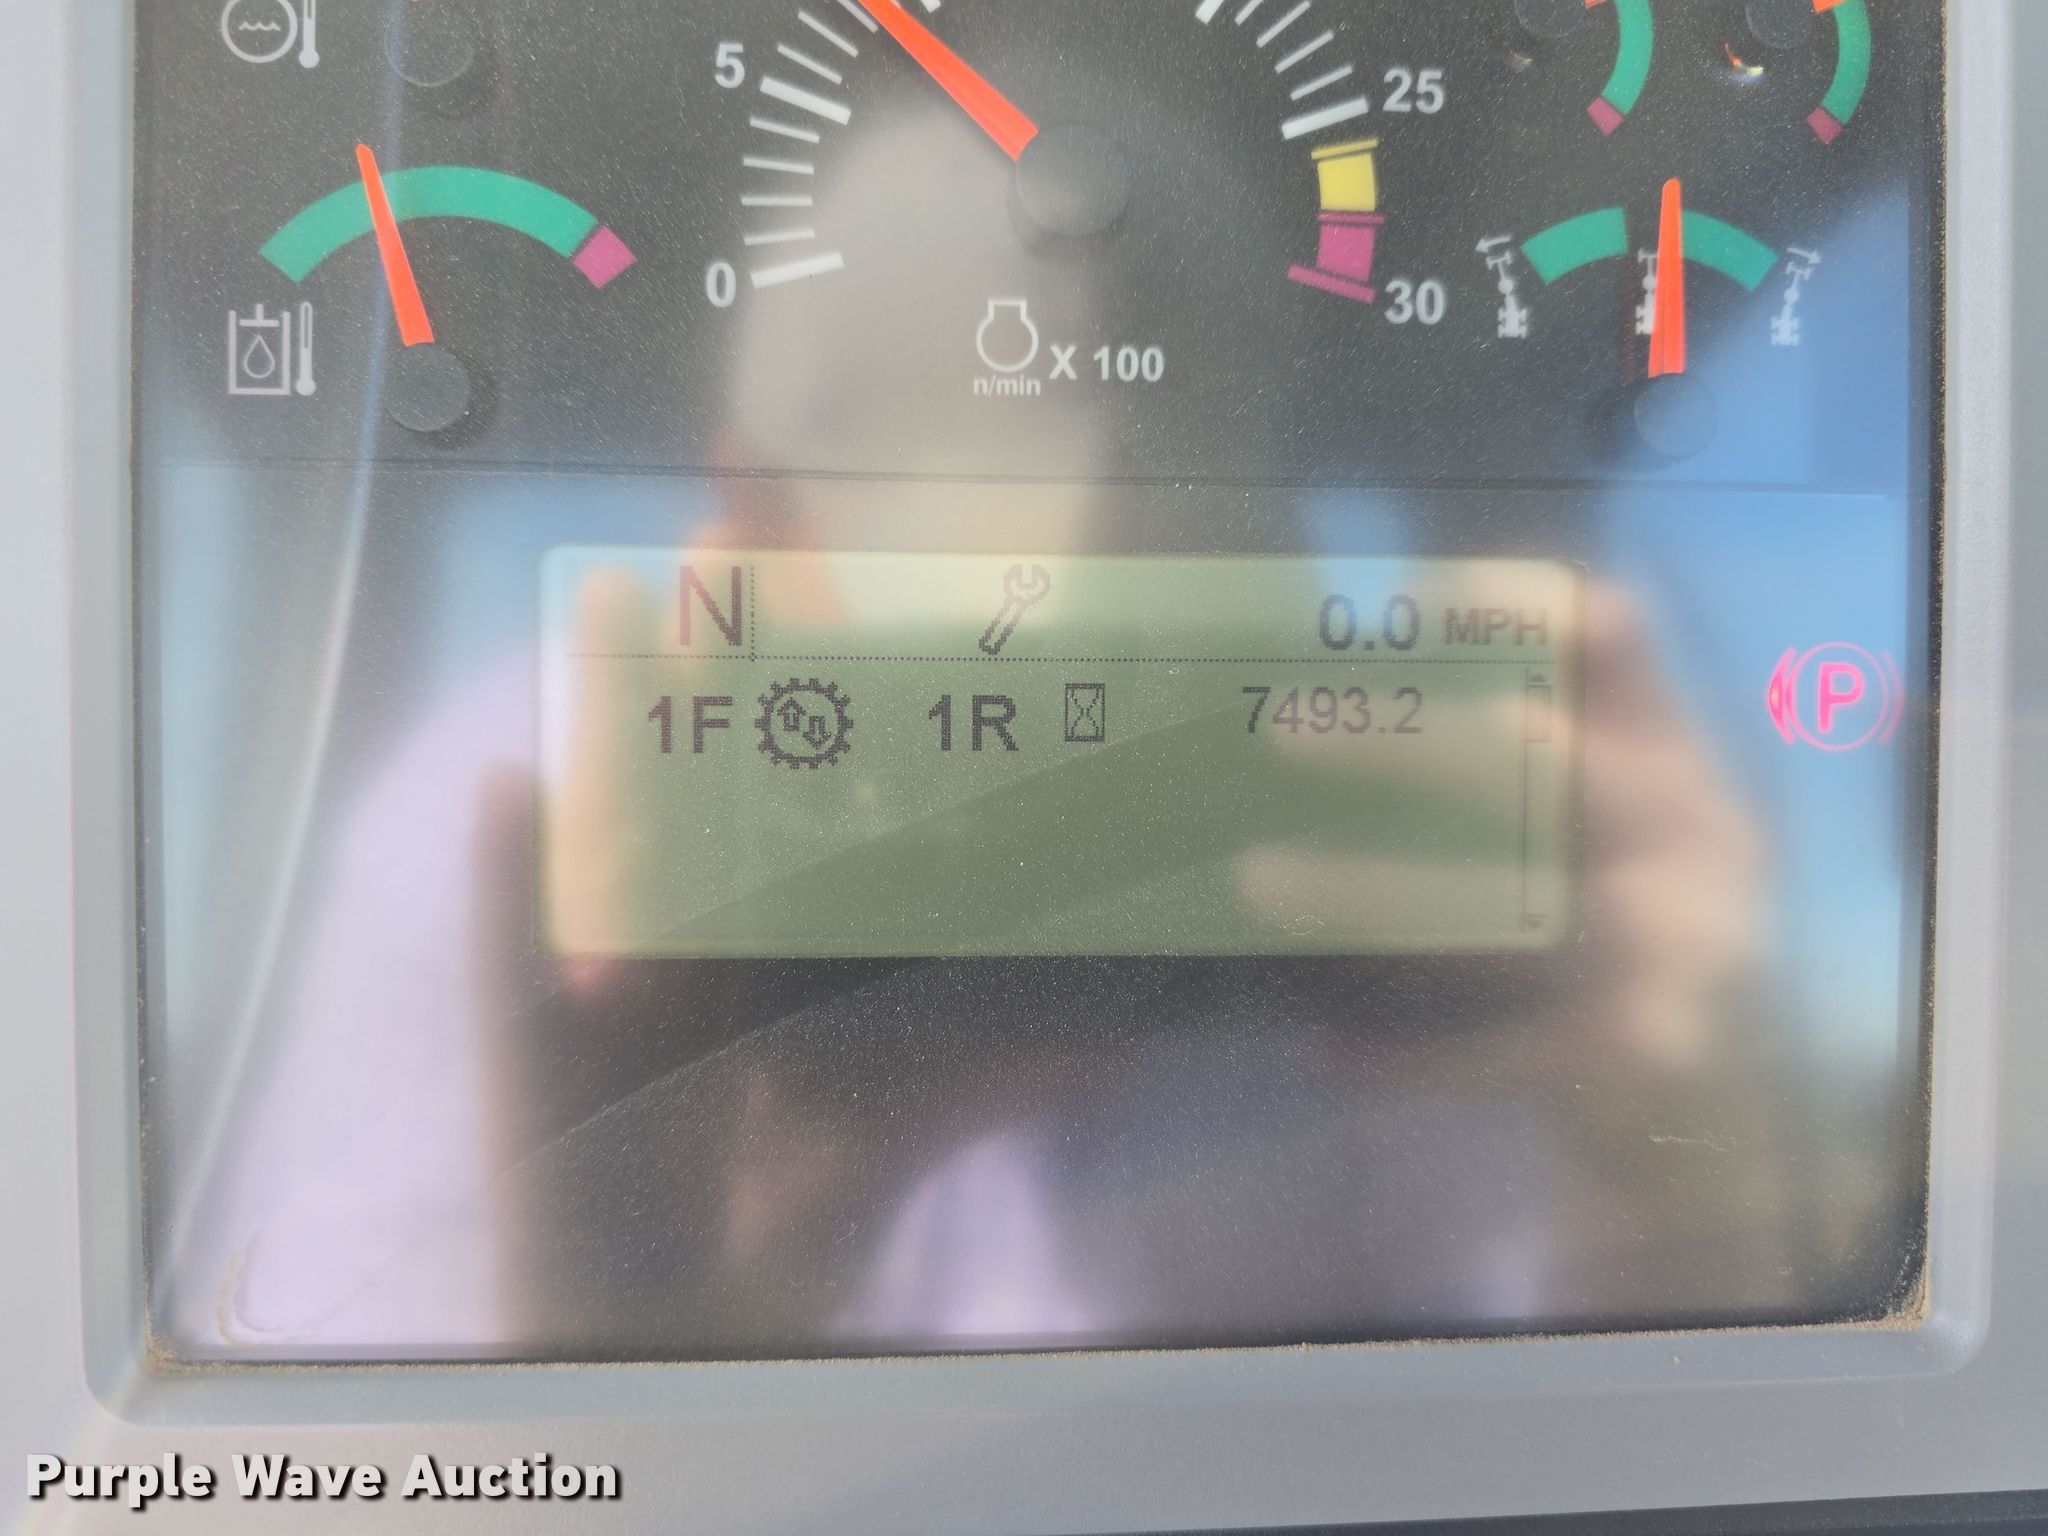 5
25
0
30
n/min X 100
N 0.0 MPH
1F 1R 7493.2
P
Purple Wave Auction